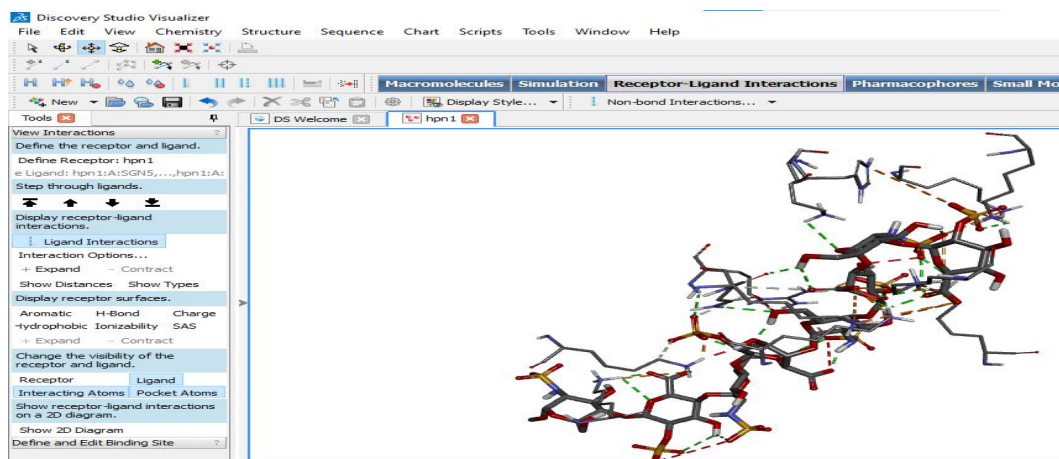 Discovery Studio Visualizer
File Edit View Chemistry Structure Sequence Chart Scripts Tools Window Help
Macromolecules Simulation Receptor-Ligand Interactions Pharmacophores Small Mo
New Display Style... Non-bond Interactions...
Tools DS Welcome hpn1
View Interactions ?
Define the receptor and ligand.
Define Receptor: hpn1
e Ligand: hpn1:A:SGN5,...,hpn1:A:
Step through ligands.
Display receptor-ligand
interactions.
Ligand Interactions
Interaction Options...
+ Expand - Contract
Show Distances Show Types
Display receptor surfaces.
Aromatic H-Bond Charge
Hydrophobic Ionizability SAS
+ Expand - Contract
Change the visibility of the
receptor and ligand.
Receptor Ligand
Interacting Atoms Pocket Atoms
Show receptor-ligand interactions
on a 2D diagram.
Show 2D Diagram
Define and Edit Binding Site ?